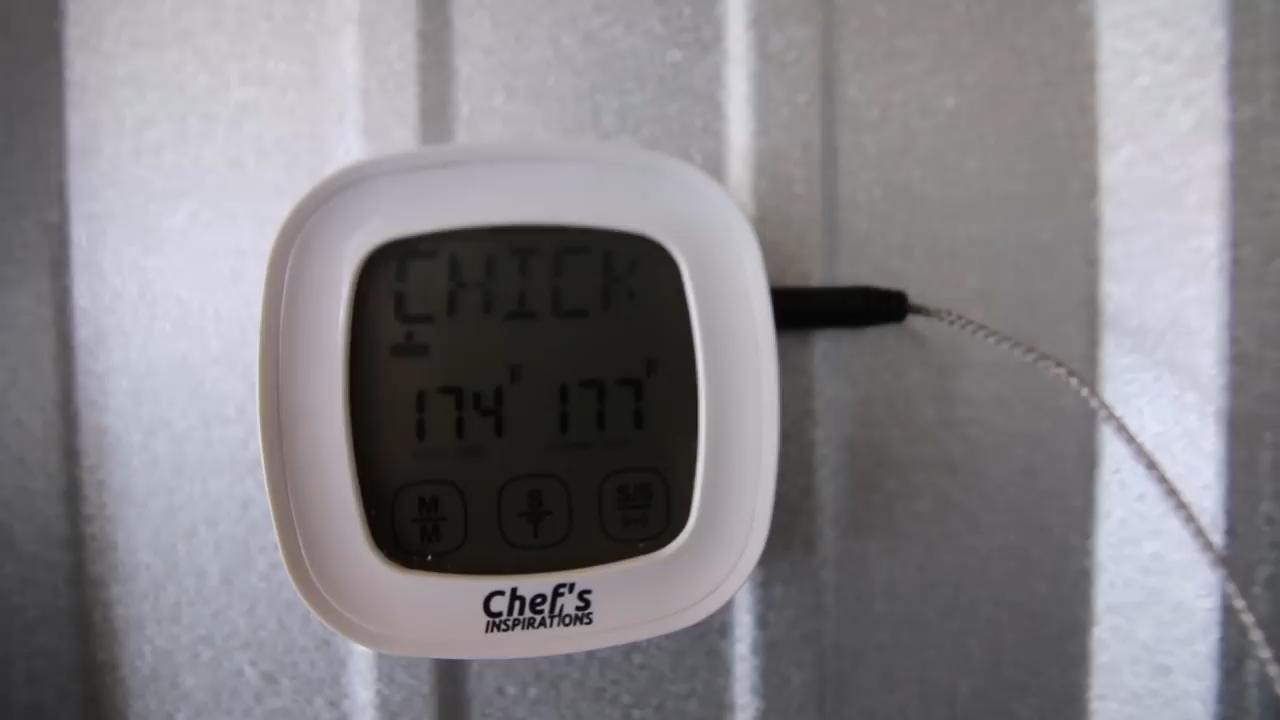 CHICK
174°F 177°F
M/M S/T S/S
Chef's
INSPIRATIONS